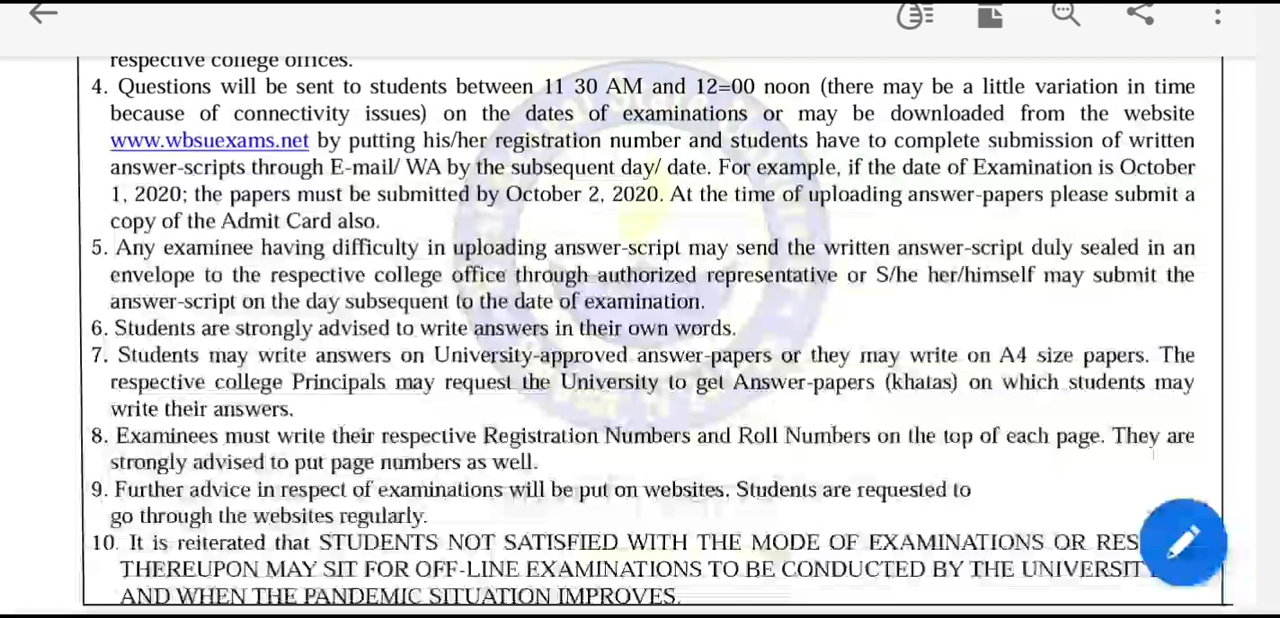 respective college offices.
4. Questions will be sent to students between 11 30 AM and 12=00 noon (there may be a little variation in time
because of connectivity issues) on the dates of examinations or may be downloaded from the website
www.wbsuexams.net by putting his/her registration number and students have to complete submission of written
answer-scripts through E-mail/ WA by the subsequent day/ date. For example, if the date of Examination is October
1, 2020; the papers must be submitted by October 2, 2020. At the time of uploading answer-papers please submit a
copy of the Admit Card also.
5. Any examinee having difficulty in uploading answer-script may send the written answer-script duly sealed in an
envelope to the respective college office through authorized representative or S/he her/himself may submit the
answer-script on the day subsequent to the date of examination.
6. Students are strongly advised to write answers in their own words.
7. Students may write answers on University-approved answer-papers or they may write on A4 size papers. The
respective college Principals may request the University to get Answer-papers (khatas) on which students may
write their answers.
8. Examinees must write their respective Registration Numbers and Roll Numbers on the top of each page. They are
strongly advised to put page numbers as well.
9. Further advice in respect of examinations will be put on websites. Students are requested to
go through the websites regularly.
10. It is reiterated that STUDENTS NOT SATISFIED WITH THE MODE OF EXAMINATIONS OR RES
THEREUPON MAY SIT FOR OFF-LINE EXAMINATIONS TO BE CONDUCTED BY THE UNIVERSIT
AND WHEN THE PANDEMIC SITUATION IMPROVES.